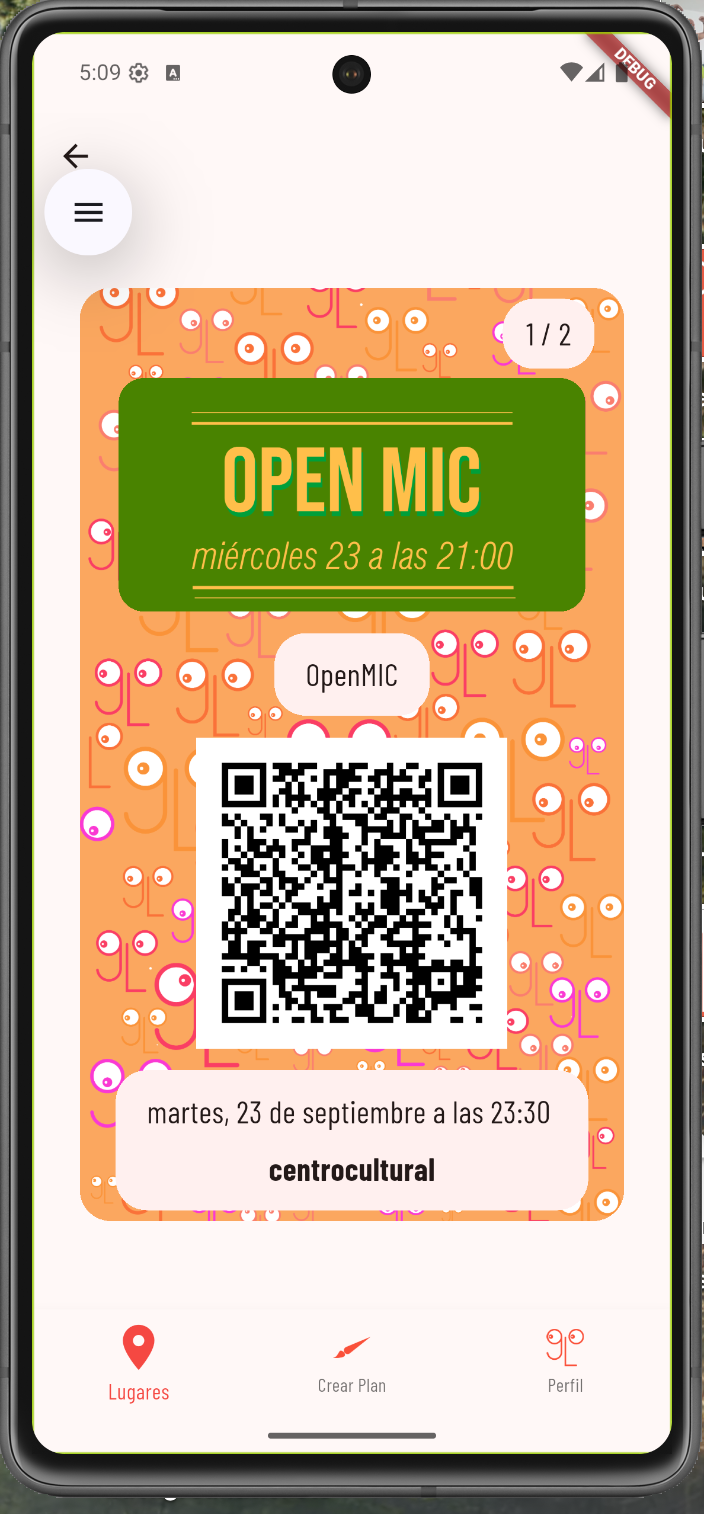 5:09
DEBUG
1 / 2
OPEN MIC
miércoles 23 a las 21:00
OpenMIC
martes, 23 de septiembre a las 23:30
centrocultural
Lugares
Crear Plan
Perfil